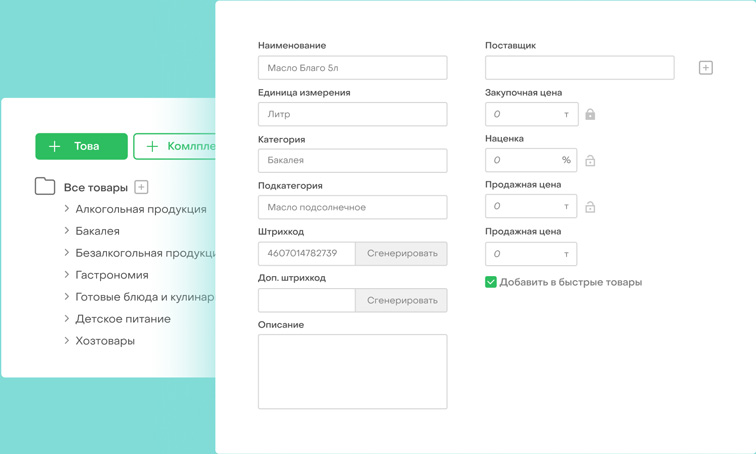 Това
Комлпле
Все товары
Алкогольная продукция
Бакалея
Безалкогольная продукци
Гастрономия
Готовые блюда и кулинар
Детское питание
Хозтовары
Наименование
Масло Благо 5л
Единица измерения
Литр
Категория
Бакалея
Подкатегория
Масло подсолнечное
Штрихкод
4607014782739 Сгенерировать
Доп. штрихкод
Сгенерировать
Описание
Поставщик
Закупочная цена
0 т
Наценка
0 %
Продажная цена
0 т
Продажная цена
0 т
Добавить в быстрые товары